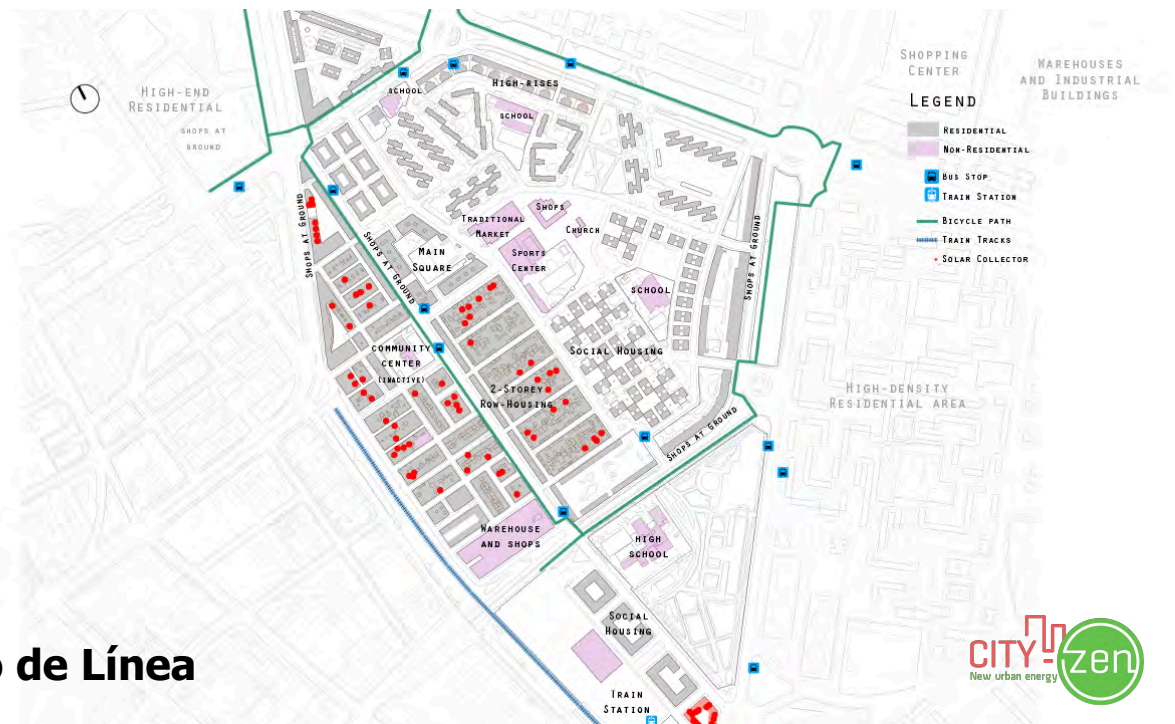 SHOPPING
CENTER
WAREHOUSES
AND INDUSTRIAL
BUILDINGS
HIGH-END
RESIDENTIAL
SHOPS AT
GROUND
LEGEND
RESIDENTIAL
NON-RESIDENTIAL
BUS STOP
TRAIN STATION
BICYCLE PATH
TRAIN TRACKS
SOLAR COLLECTOR
HIGH-RISES
SCHOOL
SCHOOL
SHOPS AT GROUND
SHOPS AT GROUND
TRADITIONAL
MARKET
SHOPS
CHURCH
MAIN
SQUARE
SPORTS
CENTER
SHOPS AT GROUND
SCHOOL
COMMUNITY
CENTER
(INACTIVE)
SOCIAL HOUSING
2-STOREY
ROW-HOUSING
HIGH-DENSITY
RESIDENTIAL AREA
SHOPS AT GROUND
WAREHOUSE
AND SHOPS
HIGH
SCHOOL
SOCIAL
HOUSING
TRAIN
STATION
o de Línea
CITY-zen
New urban energy